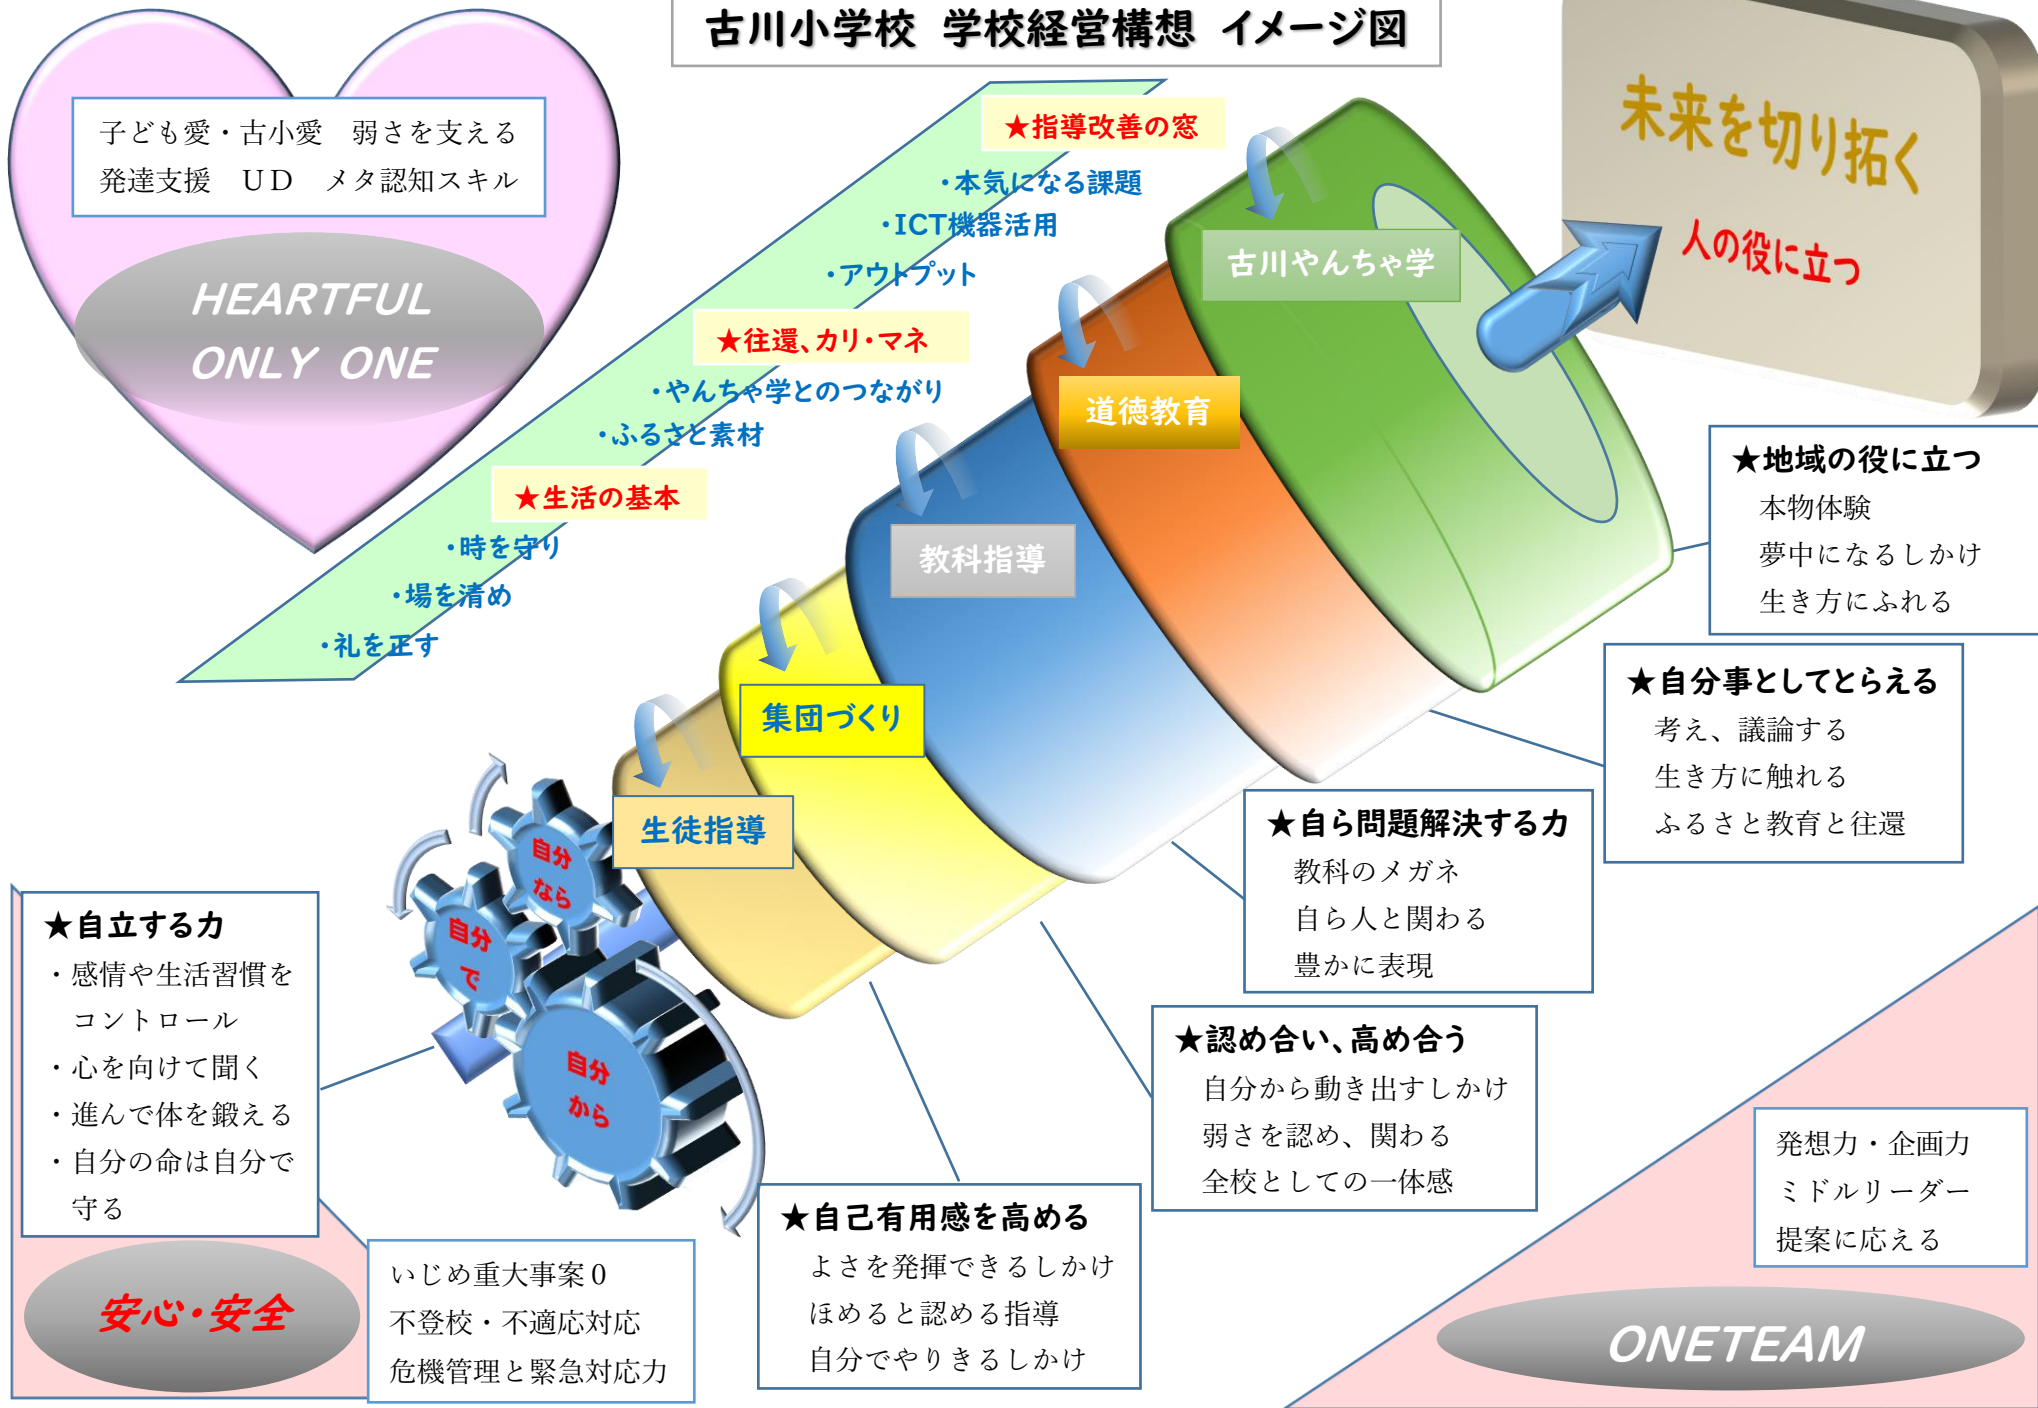 古川小学校 学校経営構想 イメージ図
子ども愛・古小愛 弱さを支える
発達支援 UD メタ認知スキル
HEARTFUL
ONLY ONE
★指導改善の窓
・本気になる課題
・ICT機器活用
・アウトプット
★往還、カリ・マネ
・やんちゃ学とのつながり
・ふるさと素材
★生活の基本
・時を守り
・場を清め
・礼を正す
未来を切り拓く
人の役に立つ
古川やんちゃ学
道徳教育
教科指導
集団づくり
生徒指導
自分
なら
自分
で
自分
から
★地域の役に立つ
本物体験
夢中になるしかけ
生き方にふれる
★自分事としてとらえる
考え、議論する
生き方に触れる
ふるさと教育と往還
★自ら問題解決する力
教科のメガネ
自ら人と関わる
豊かに表現
★認め合い、高め合う
自分から動き出すしかけ
弱さを認め、関わる
全校としての一体感
★自己有用感を高める
よさを発揮できるしかけ
ほめると認める指導
自分でやりきるしかけ
★自立する力
・感情や生活習慣を
コントロール
・心を向けて聞く
・進んで体を鍛える
・自分の命は自分で
守る
安心・安全
いじめ重大事案0
不登校・不適応対応
危機管理と緊急対応力
発想力・企画力
ミドルリーダー
提案に応える
ONETEAM